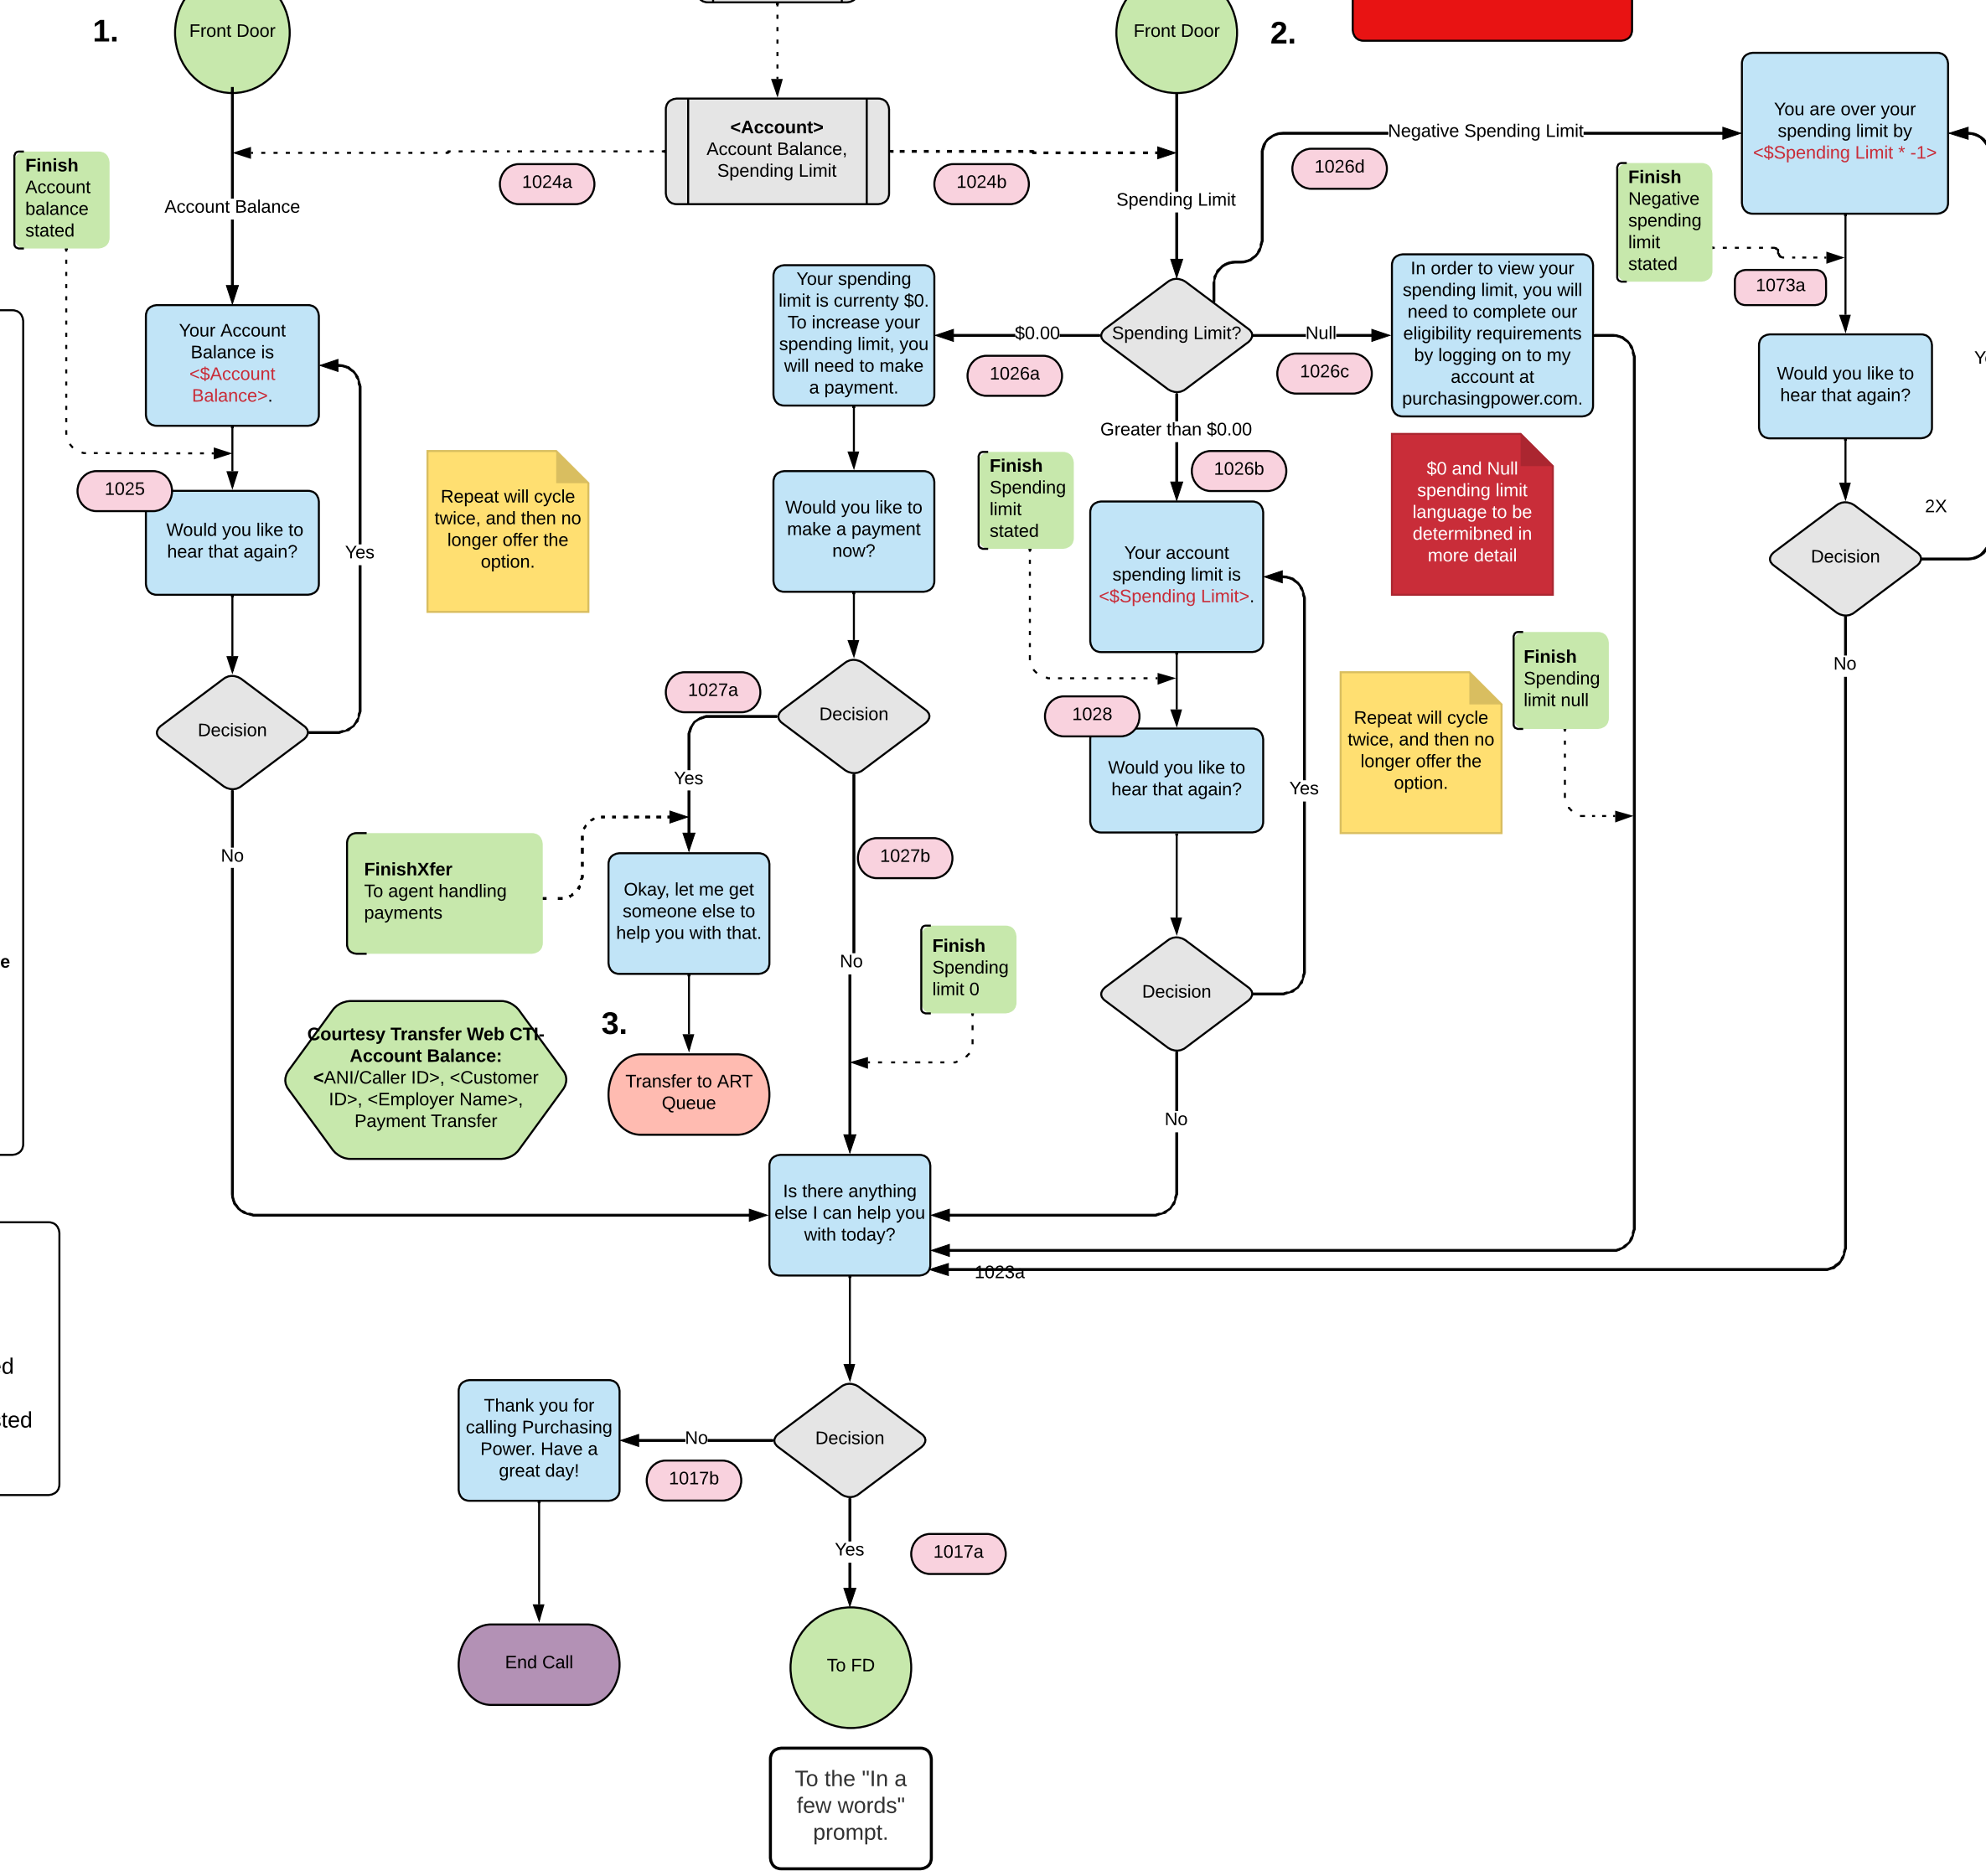 1.
Front Door
Front Door
2.
<Account>
Account Balance,
Spending Limit
1024a
1024b
Negative Spending Limit
1026d
You are over your
spending limit by
<$Spending Limit * -1>
Finish
Account
balance
stated
Account Balance
Spending Limit
Finish
Negative
spending
limit
stated
1073a
Your Account
Balance is
<$Account
Balance>.
Your spending
limit is currenty $0.
To increase your
spending limit, you
will need to make
a payment.
$0.00
1026a
Spending Limit?
Null
1026c
In order to view your
spending limit, you will
need to complete our
eligibility requirements
by logging on to my
account at
purchasingpower.com.
Would you like to
hear that again?
Greater than $0.00
1026b
1025
Would you like to
hear that again?
Yes
Repeat will cycle
twice, and then no
longer offer the
option.
Would you like to
make a payment
now?
Finish
Spending
limit
stated
Your account
spending limit is
<$Spending Limit>.
$0 and Null
spending limit
language to be
determibned in
more detail
2X
Decision
No
Decision
1027a
Decision
Yes
1028
Would you like to
hear that again?
Yes
Repeat will cycle
twice, and then no
longer offer the
option.
Finish
Spending
limit null
No
FinishXfer
To agent handling
payments
Okay, let me get
someone else to
help you with that.
1027b
No
Finish
Spending
limit 0
Decision
e
Courtesy Transfer Web CTI-
Account Balance:
<ANI/Caller ID>, <Customer
ID>, <Employer Name>,
Payment Transfer
3.
Transfer to ART
Queue
No
Is there anything
else I can help you
with today?
1023a
ed
sted
Thank you for
calling Purchasing
Power. Have a
great day!
No
1017b
Decision
Yes
1017a
End Call
To FD
To the "In a
few words"
prompt.